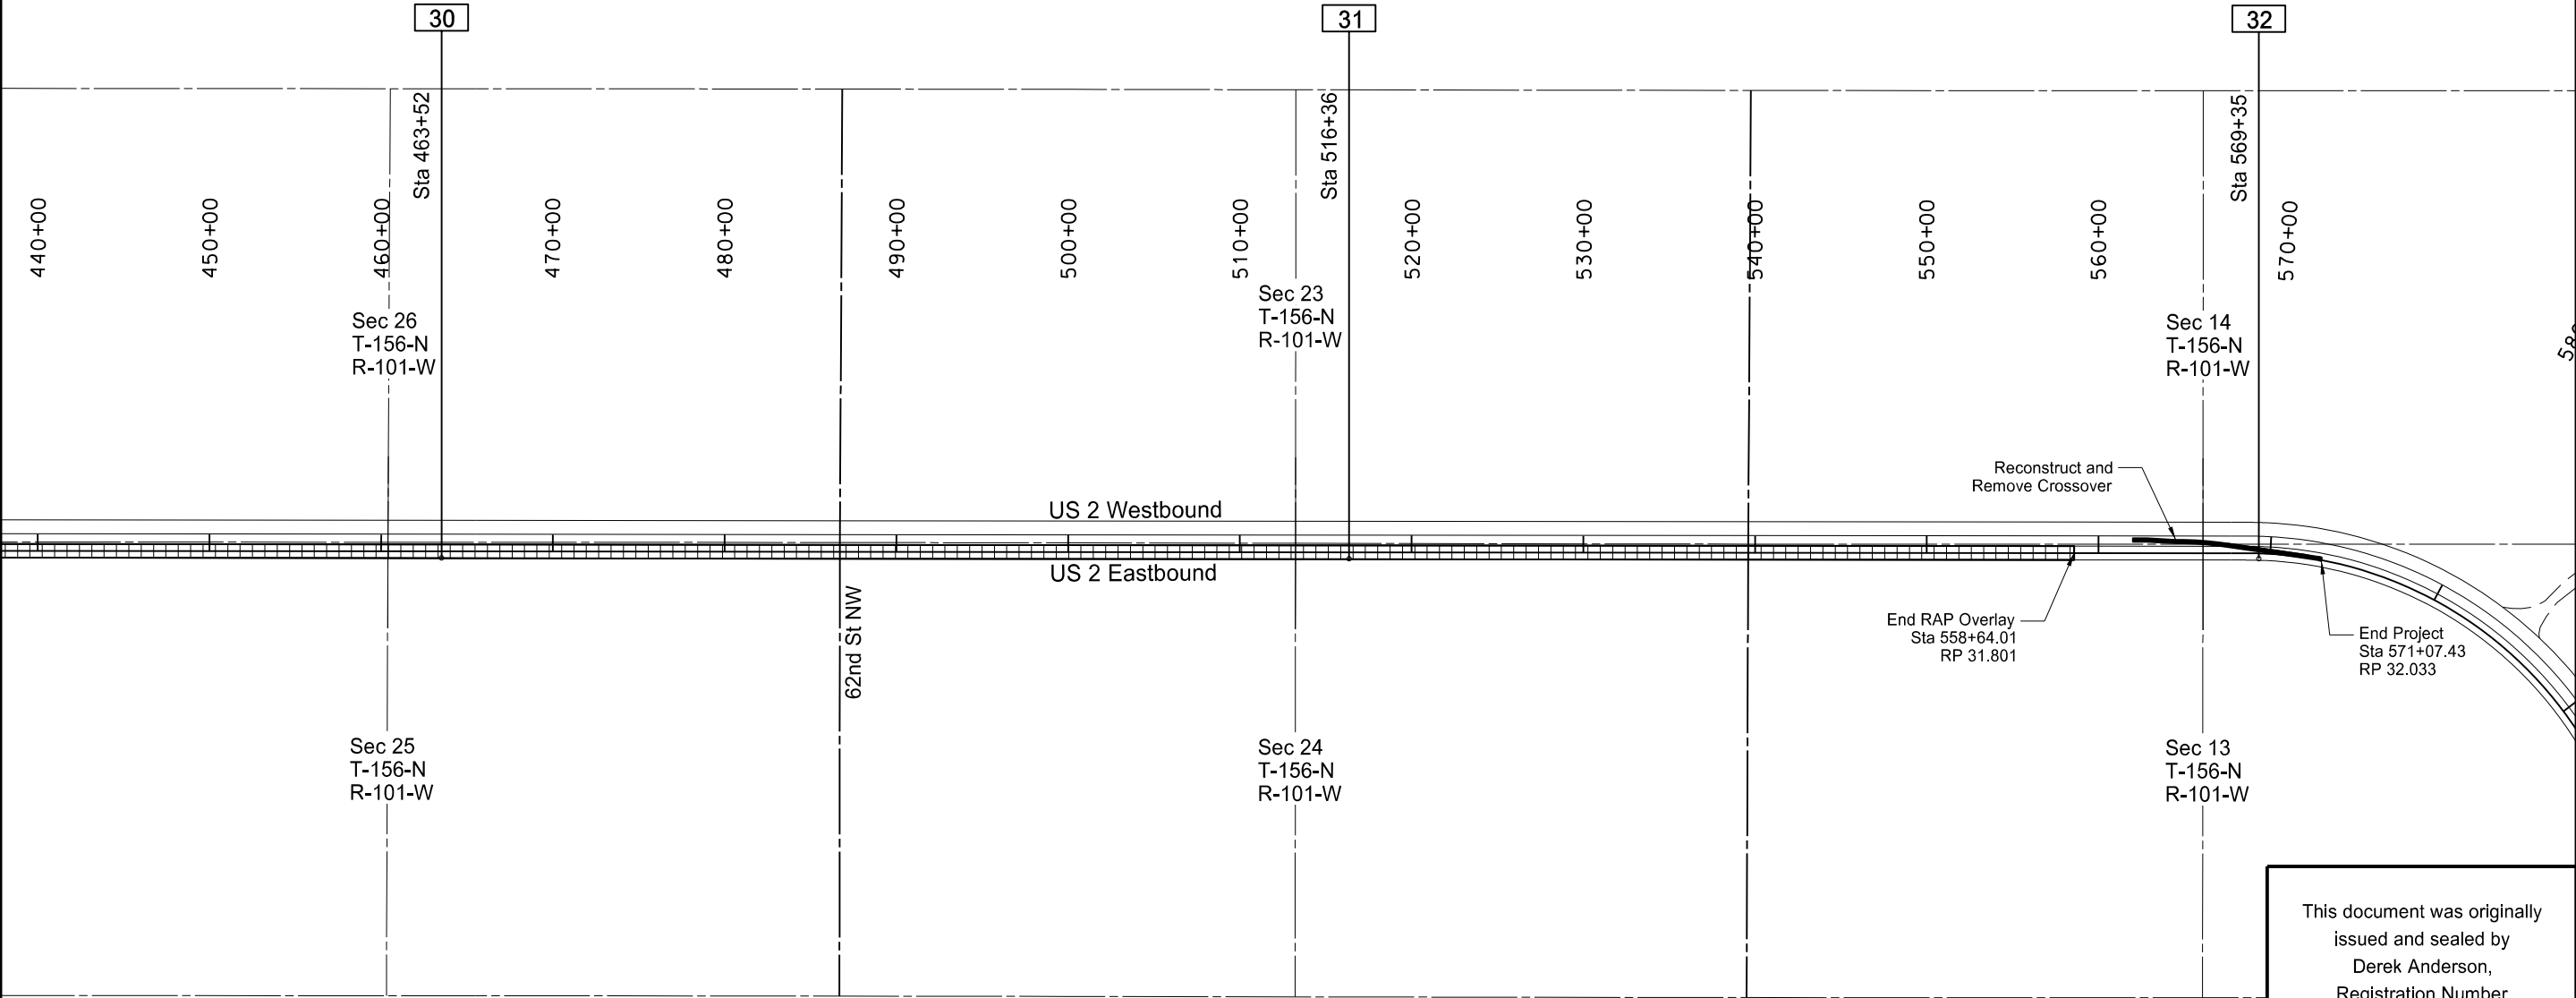 30
31
32
Sta 463+52
Sta 516+36
Sta 569+35
440+00
450+00
460+00
470+00
480+00
490+00
500+00
510+00
520+00
530+00
540+00
550+00
560+00
570+00
Sec 26
T-156-N
R-101-W
Sec 23
T-156-N
R-101-W
Sec 14
T-156-N
R-101-W
Reconstruct and
Remove Crossover
US 2 Westbound
US 2 Eastbound
62nd St NW
End RAP Overlay
Sta 558+64.01
RP 31.801
End Project
Sta 571+07.43
RP 32.033
Sec 25
T-156-N
R-101-W
Sec 24
T-156-N
R-101-W
Sec 13
T-156-N
R-101-W
This document was originally
issued and sealed by
Derek Anderson,
Registration Number